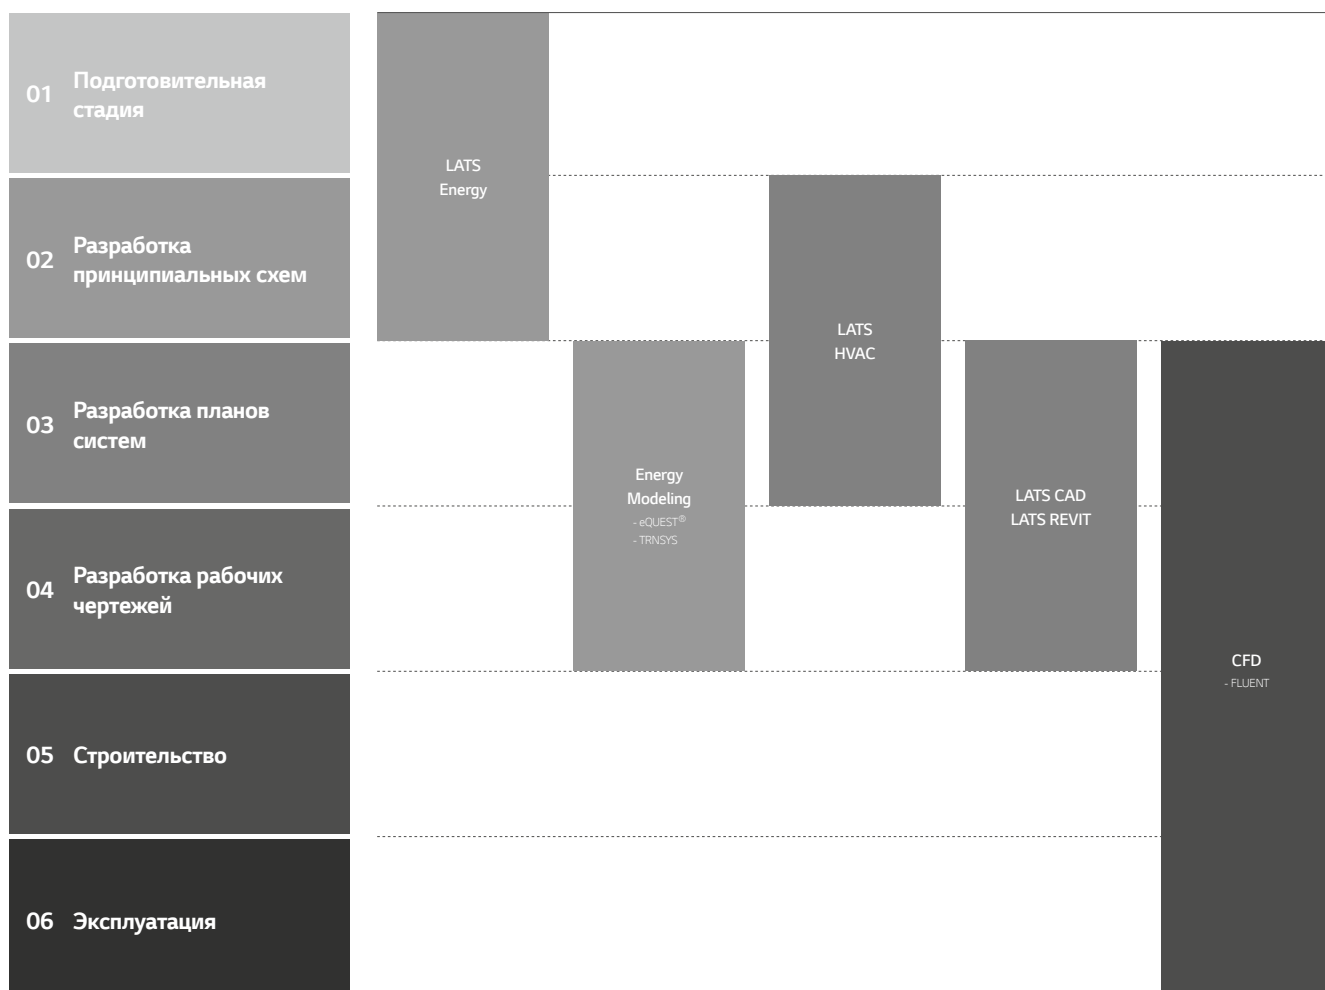 01
Подготовительная
стадия
02
Разработка
принципиальных схем
03
Разработка планов
систем
04
Разработка рабочих
чертежей
05
Строительство
06
Эксплуатация
LATS
Energy
Energy
Modeling
- eQUEST®
- TRNSYS
LATS
HVAC
LATS CAD
LATS REVIT
CFD
- FLUENT